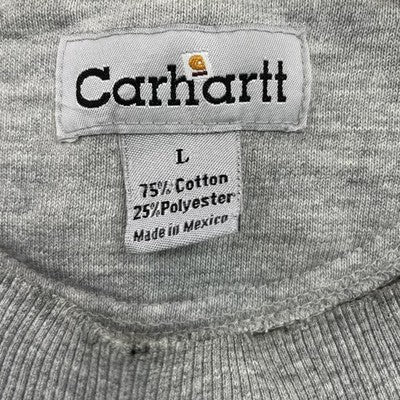 Carhartt
L
75% Cotton
25% Polyester
Made in Mexico